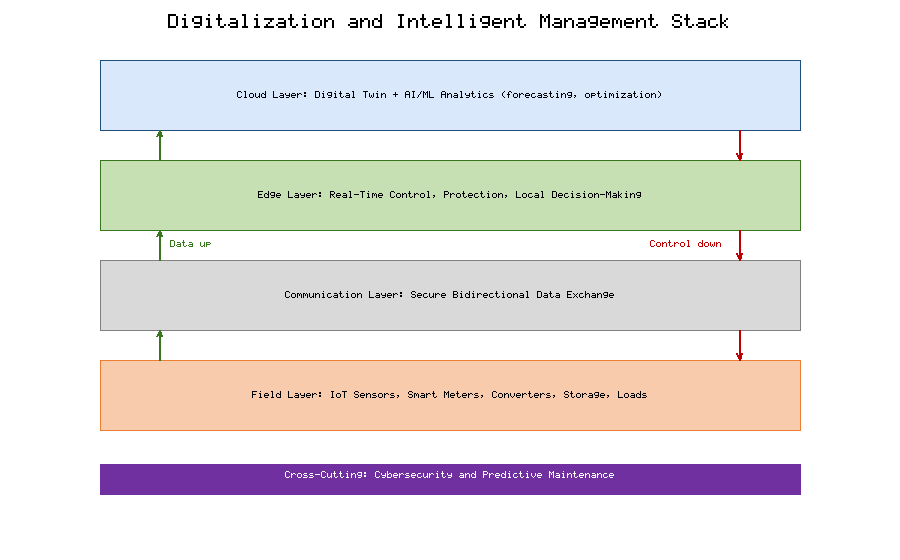 Digitalization and Intelligent Management Stack
Cloud Layer: Digital Twin + AI/ML Analytics (forecasting, optimization)
Edge Layer: Real-Time Control, Protection, Local Decision-Making
Data up
Control down
Communication Layer: Secure Bidirectional Data Exchange
Field Layer: IoT Sensors, Smart Meters, Converters, Storage, Loads
Cross-Cutting: Cybersecurity and Predictive Maintenance